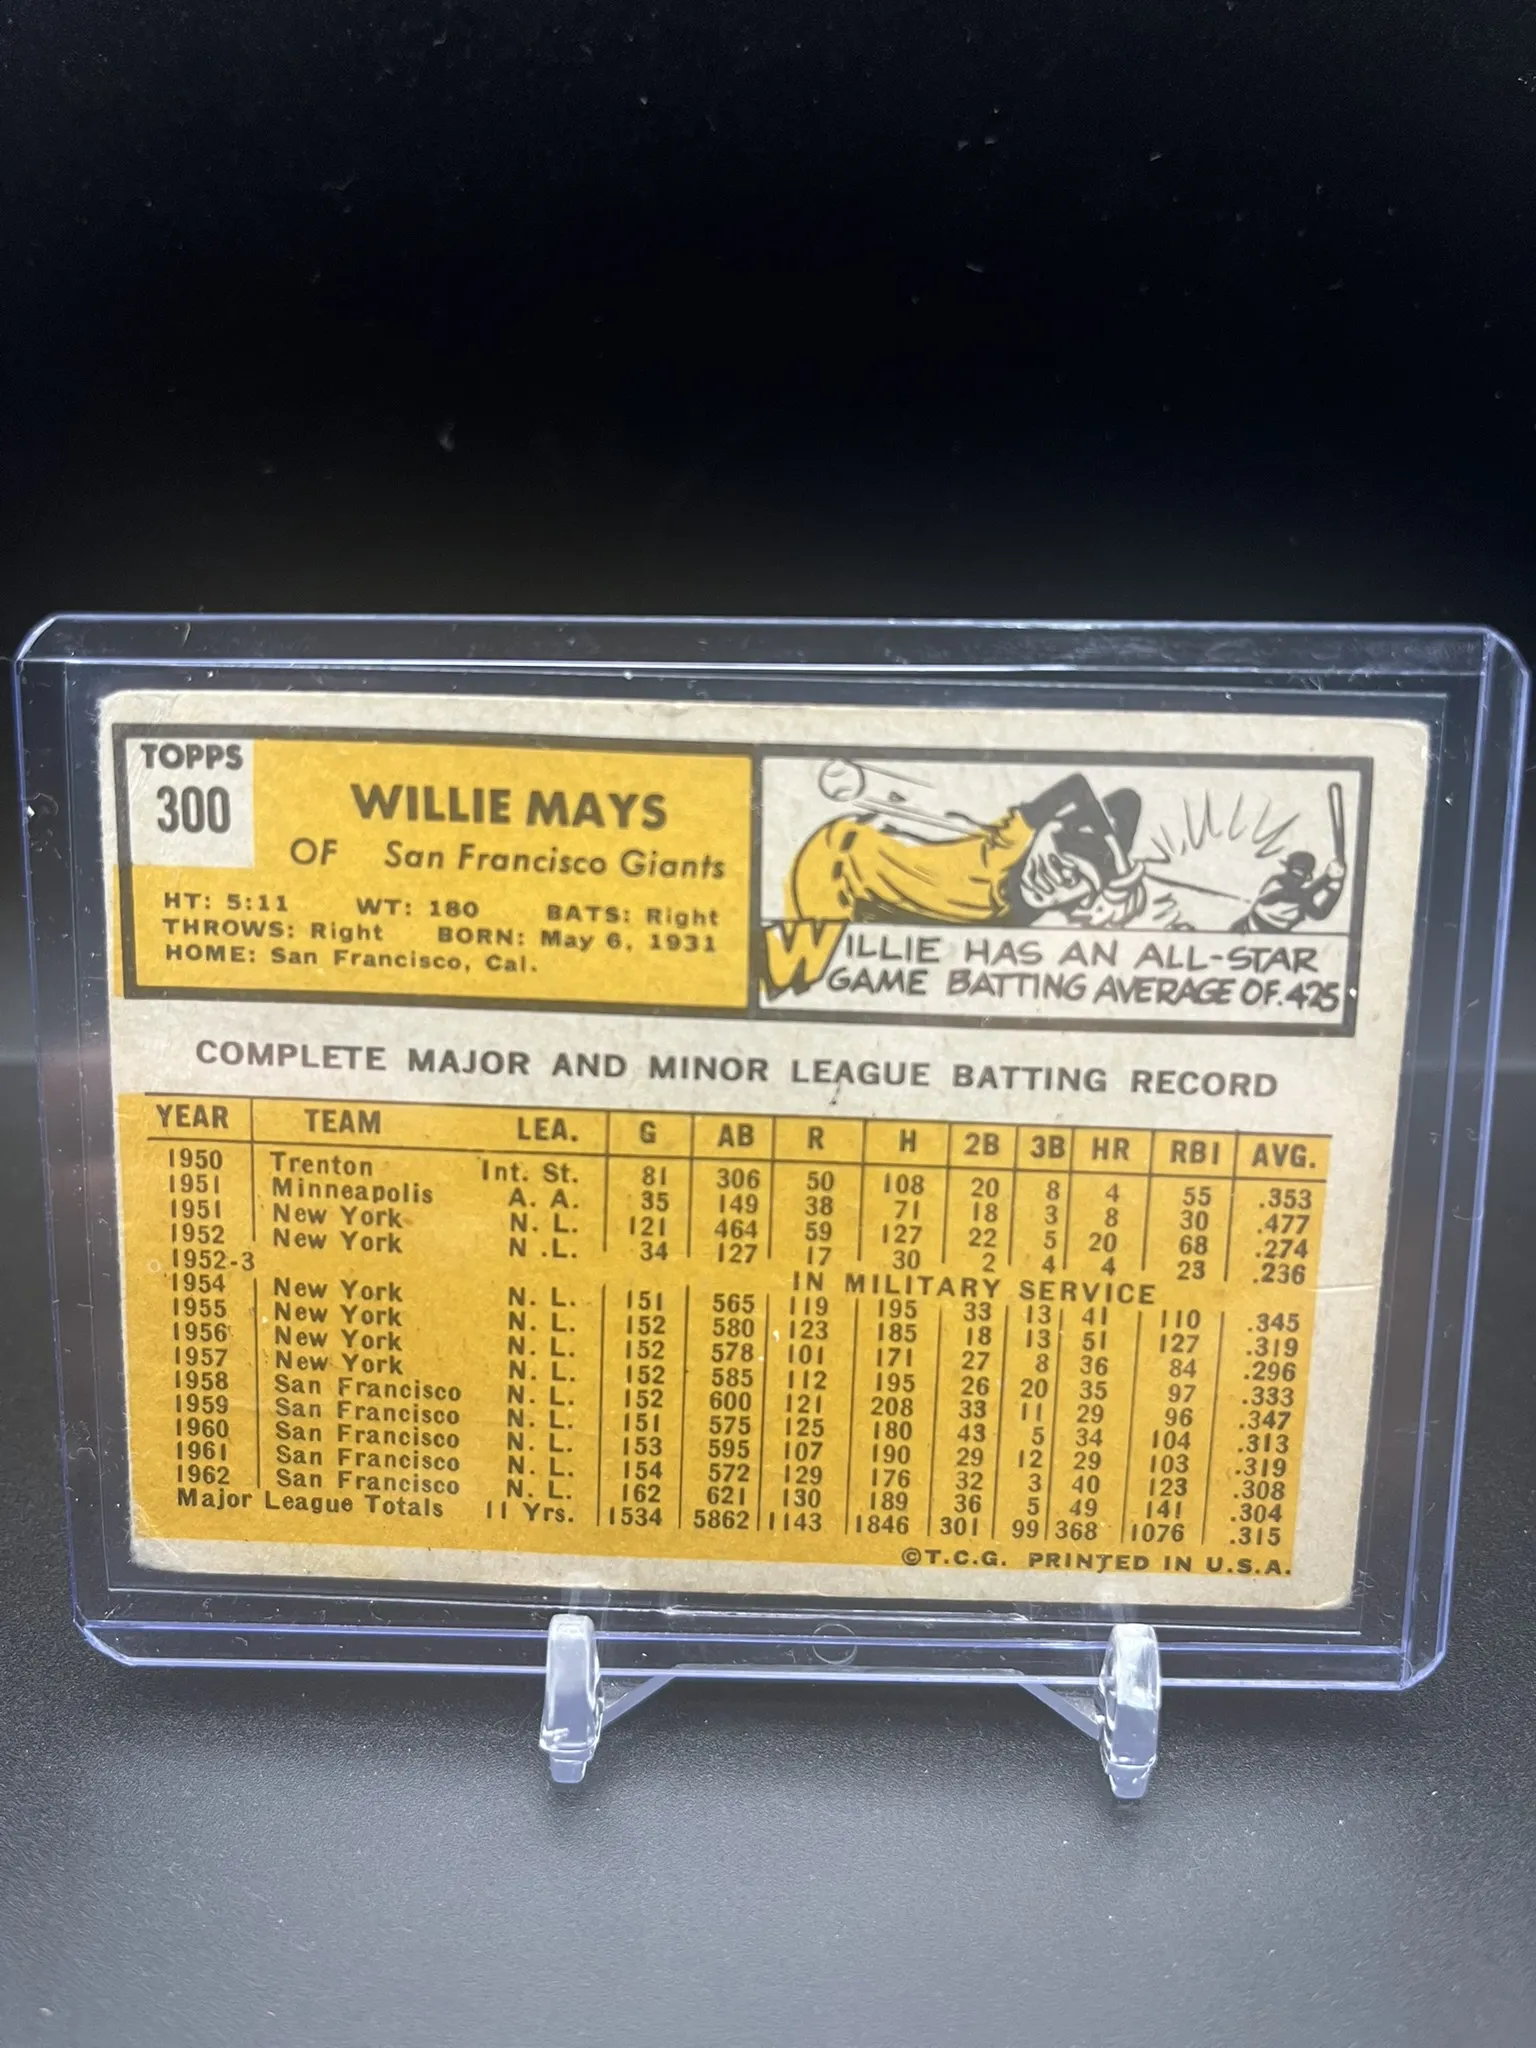 TOPPS
300
WILLIE MAYS
OF San Francisco Giants
HT: 5:11 WT: 180 BATS: Right
THROWS: Right BORN: May 6, 1931
HOME: San Francisco, Cal.
WILLIE HAS AN ALL-STAR
GAME BATTING AVERAGE OF .425
COMPLETE MAJOR AND MINOR LEAGUE BATTING RECORD
YEAR TEAM LEA. G AB R H 2B 3B HR RBI AVG.
1950 Trenton Int. St. 81 306 50 108 20 8 4 55 .353
1951 Minneapolis A. A. 35 149 38 71 18 3 8 30 .477
1951 New York N. L. 121 464 59 127 22 5 20 68 .274
1952 New York N .L. 34 127 17 30 2 4 4 23 .236
1952-3 IN MILITARY SERVICE
1954 New York N. L. 151 565 119 195 33 13 41 110 .345
1955 New York N. L. 152 580 123 185 18 13 51 127 .319
1956 New York N. L. 152 578 101 171 27 8 36 84 .296
1957 New York N. L. 152 585 112 195 26 20 35 97 .333
1958 San Francisco N. L. 152 600 121 208 33 11 29 96 .347
1959 San Francisco N. L. 151 575 125 180 43 5 34 104 .313
1960 San Francisco N. L. 153 595 107 190 29 12 29 103 .319
1961 San Francisco N. L. 154 572 129 176 32 3 40 123 .308
1962 San Francisco N. L. 162 621 130 189 36 5 49 141 .304
Major League Totals 11 Yrs. 1534 5862 1143 1846 301 99 368 1076 .315
©T.C.G. PRINTED IN U.S.A.